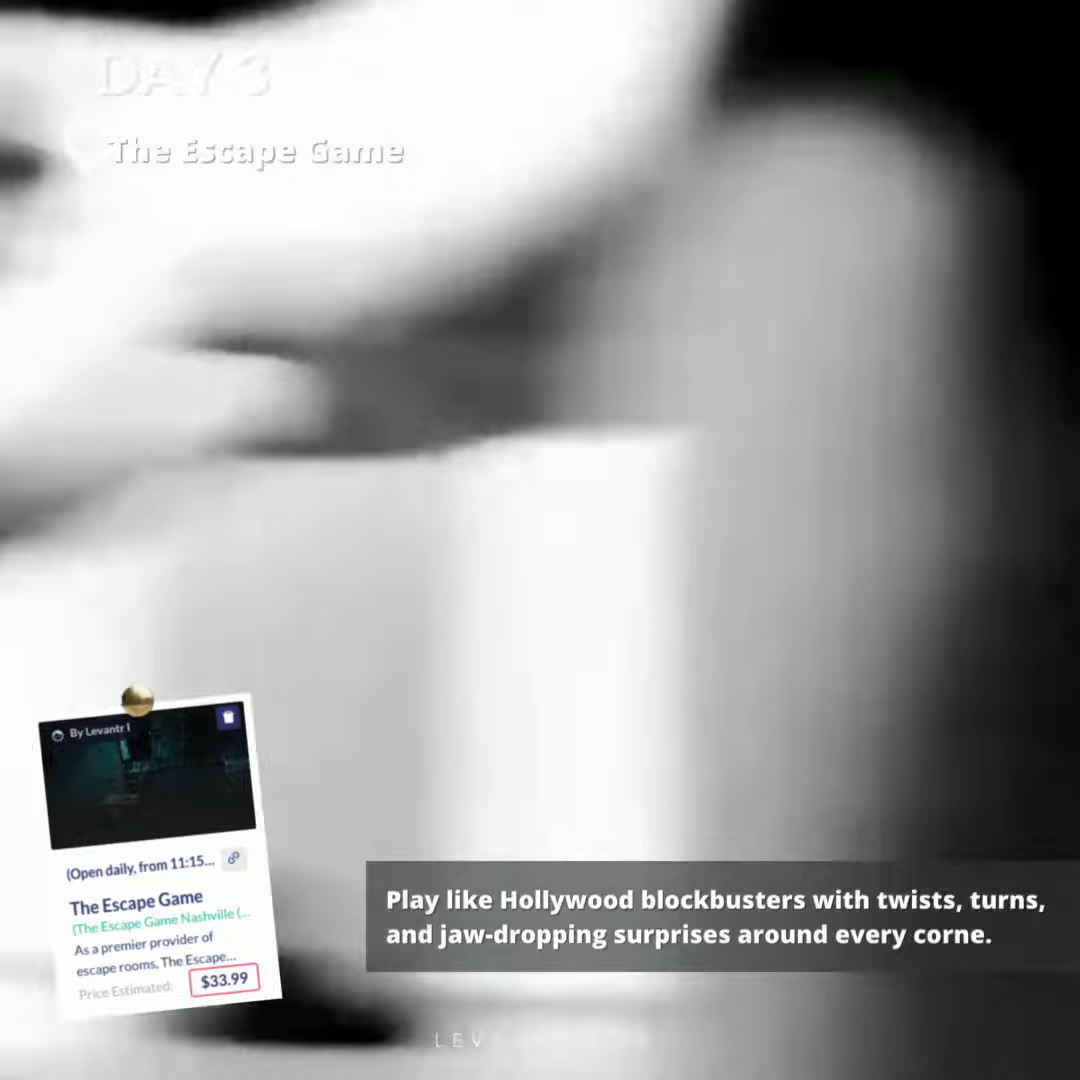 DAY 3
The Escape Game
By Levantr I
(Open daily, from 11:15...
The Escape Game
(The Escape Game Nashville (...
As a premier provider of
escape rooms, The Escape...
Price Estimated:
$33.99
Play like Hollywood blockbusters with twists, turns,
and jaw-dropping surprises around every corne.
LEV